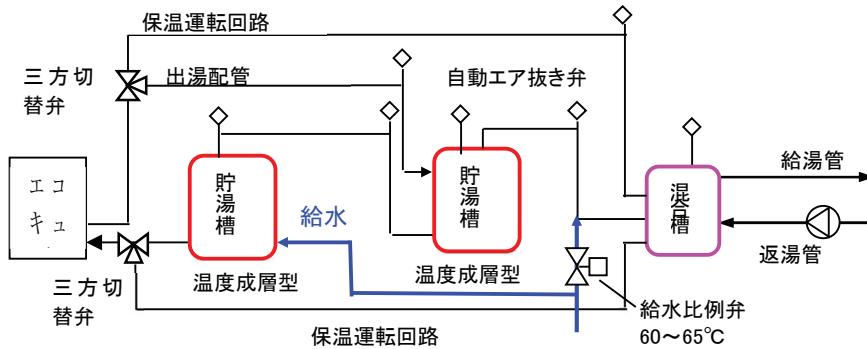 保温運転回路
三方切
替弁
出湯配管
自動エア抜き弁
エコ
キュ
貯湯槽
給水
貯湯槽
混合槽
給湯管
返湯管
温度成層型
温度成層型
三方切
替弁
保温運転回路
給水比例弁
60～65℃